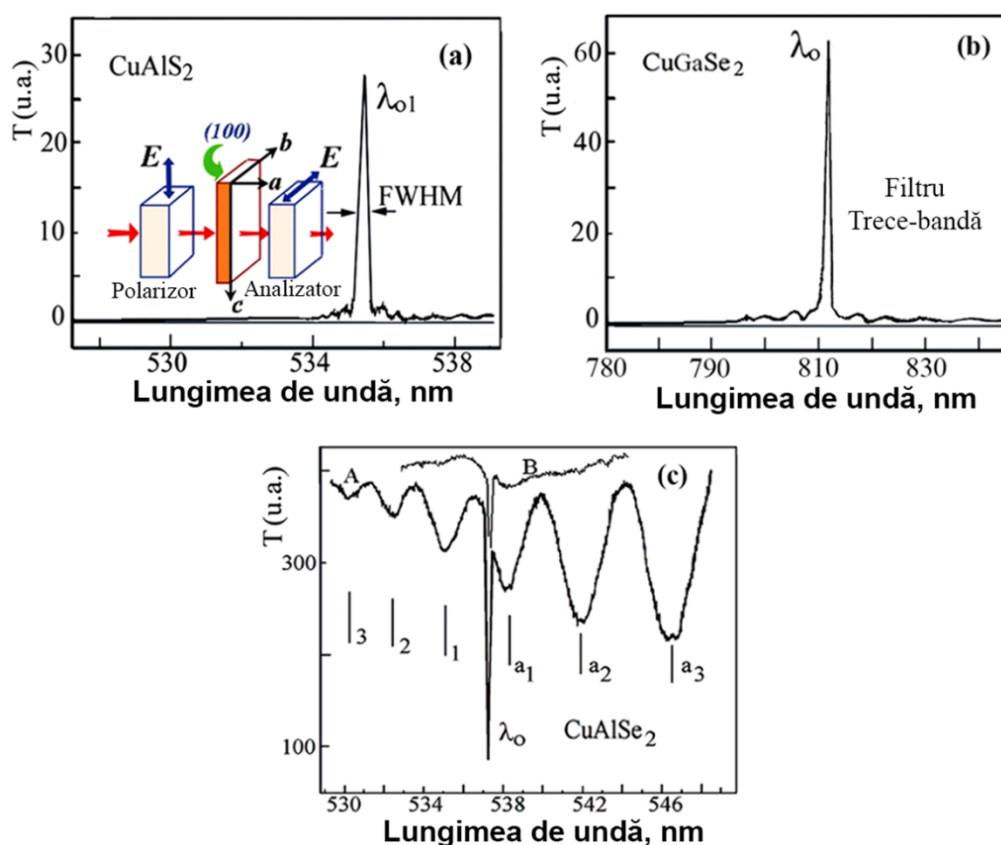 (a)
CuAlS₂
T (u.a.)
30
20
10
0
λₒ₁
FWHM
(100)
E
b
a
c
E
Polarizor
Analizator
530
534
538
Lungimea de undă, nm
(b)
CuGaSe₂
T (u.a.)
60
40
20
0
λₒ
Filtru
Trece-bandă
780
790
810
830
Lungimea de undă, nm
(c)
A
B
T (u.a.)
300
100
3
2
1
a₁
a₂
a₃
λₒ
CuAlSe₂
530
534
538
542
546
Lungimea de undă, nm